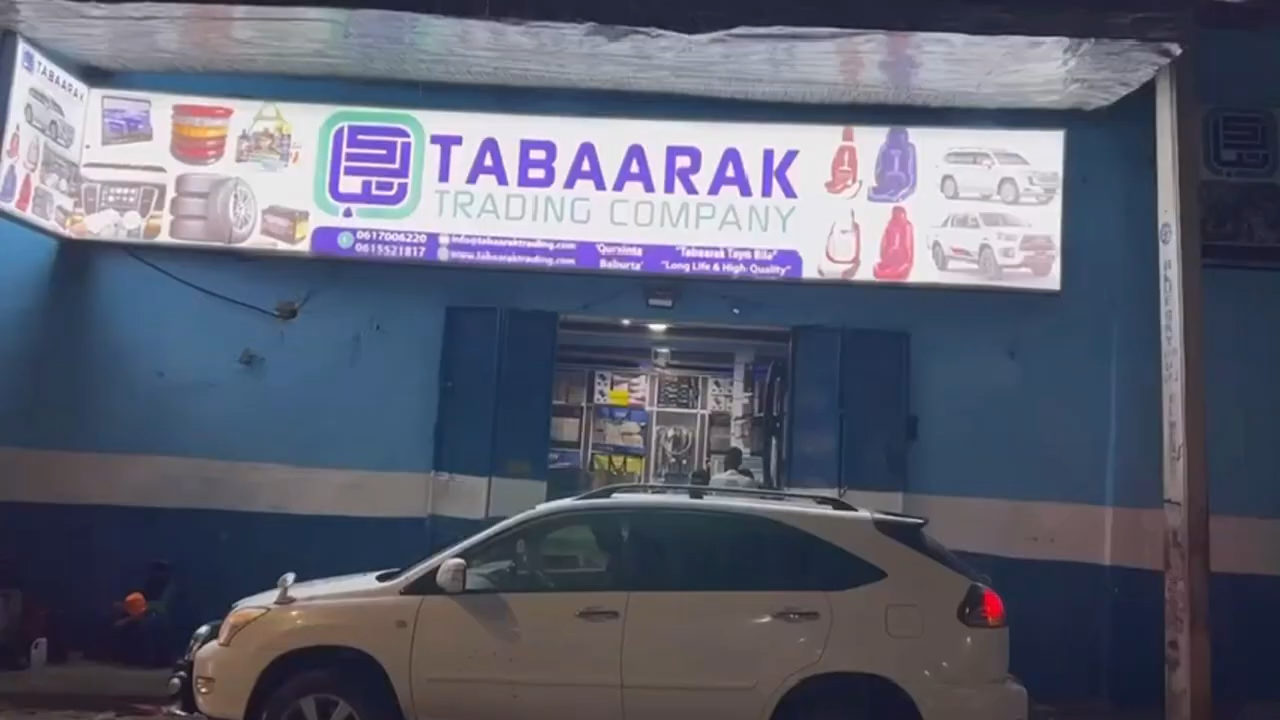 TABAARAK
TABAARAK
TRADING COMPANY
0617006220
0615521817
info@tabaaraktrading.com
www.tabaaraktrading.com
'Qurxinta
Baburta'
"Tabaarak Tayo Bila"
"Long Life & High Quality"